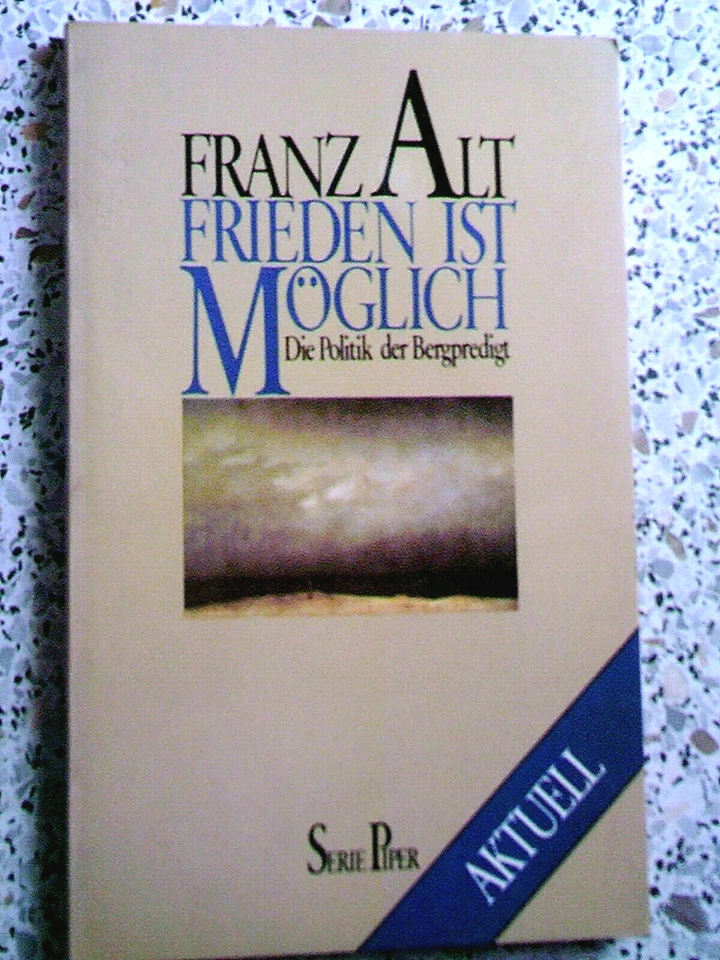 FRANZ ALT
FRIEDEN IST
MÖGLICH
Die Politik der Bergpredigt
SERIE PIPER
AKTUELL